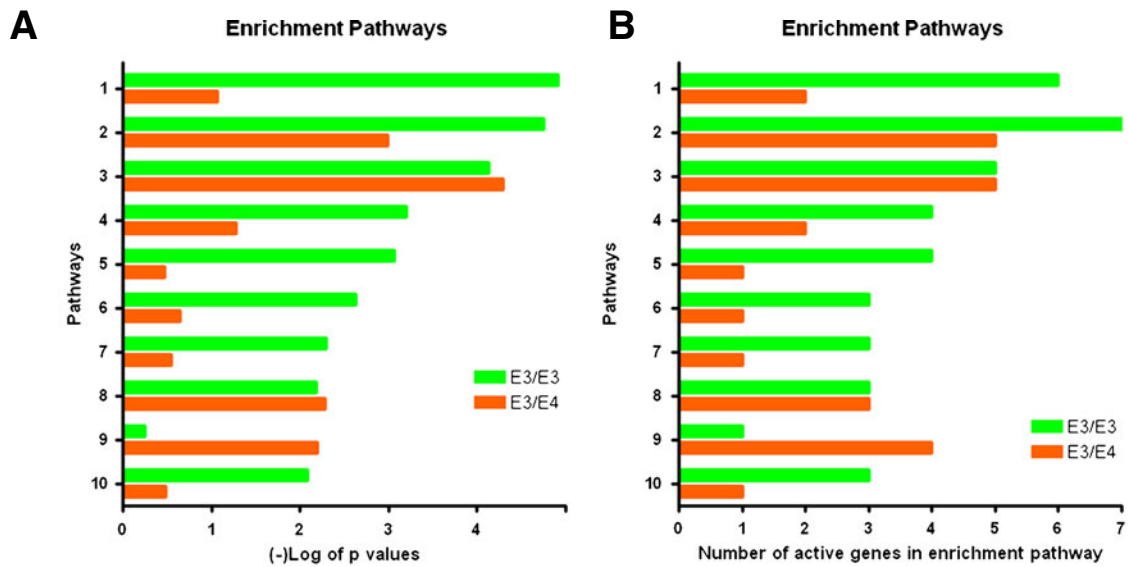 A
Enrichment Pathways
Pathways
1
2
3
4
5
6
7
8
9
10
E3/E3
E3/E4
0 1 2 3 4
(-)Log of p values
B
Enrichment Pathways
Pathways
1
2
3
4
5
6
7
8
9
10
E3/E3
E3/E4
0 1 2 3 4 5 6 7
Number of active genes in enrichment pathway